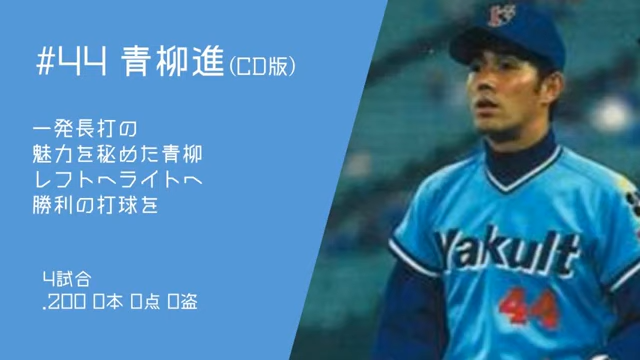 #44 青柳進(CD版)
一発長打の
魅力を秘めた青柳
レフトへライトへ
勝利の打球を
4試合
.200 0本 0点 0盗
Yakult
44